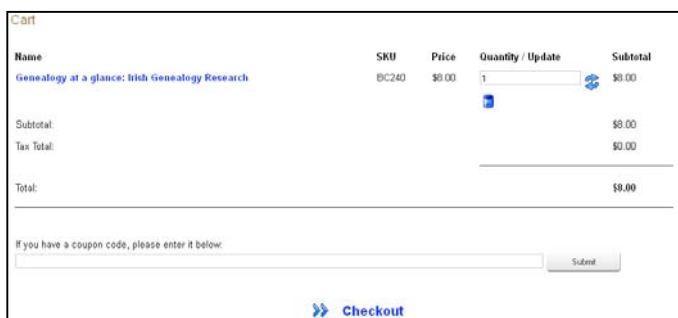 Cart
Name SKU Price Quantity / Update Subtotal
Genealogy at a glance: Irish Genealogy Research BC240 $8.00 1 $8.00
Subtotal: $8.00
Tax Total: $0.00
Total: $8.00
If you have a coupon code, please enter it below:
Submit
Checkout